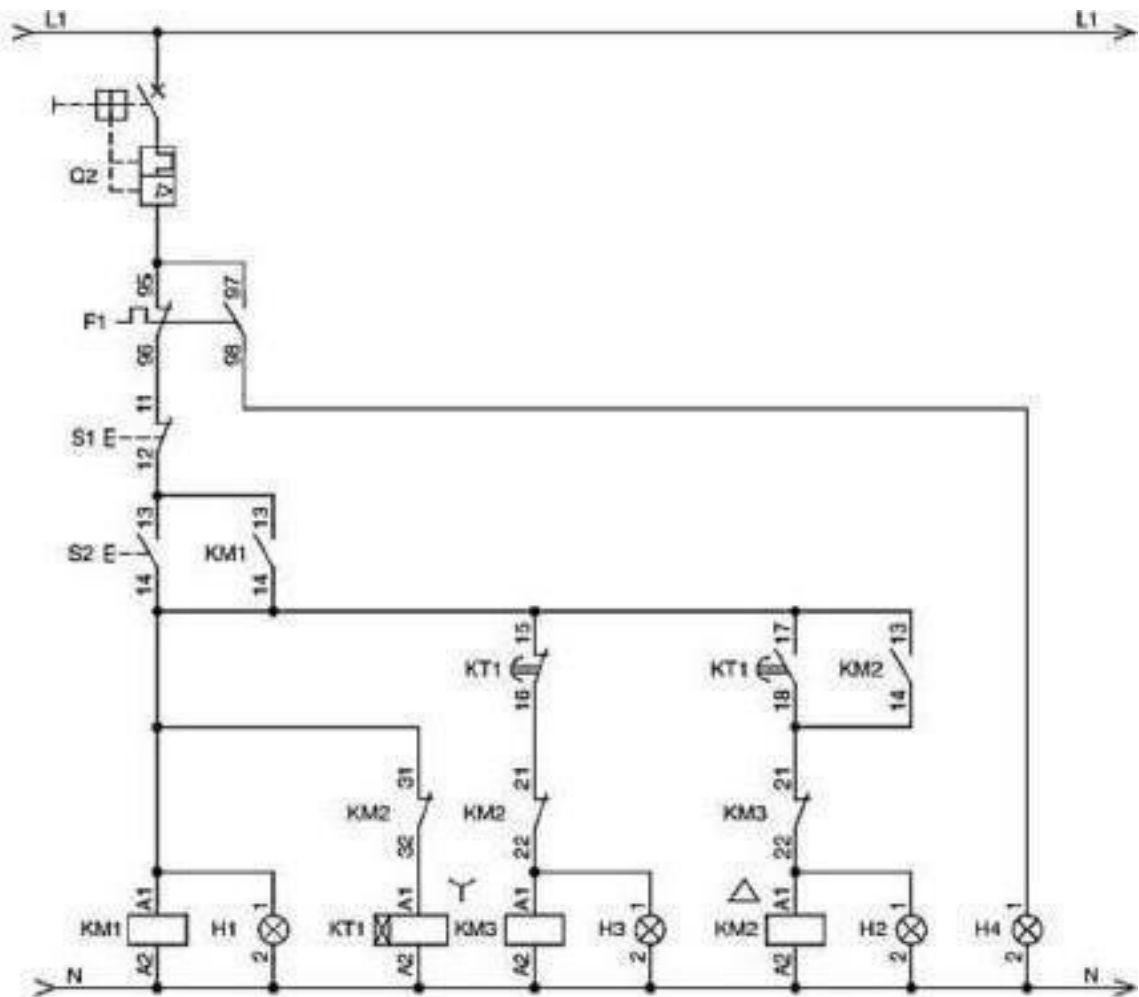 L1 L1
Q2
95 97
F1
96 98
11
S1
12
13 13
S2 KM1
14 14
15 17 13
KT1 KT1 KM2
16 18 14
31 21 21
KM2 KM2 KM3
32 22 22
A1 1 A1 A1 1 A1 1 1
KM1 H1 KT1 KM3 H3 KM2 H2 H4
A2 2 A2 A2 2 A2 2 2
N N